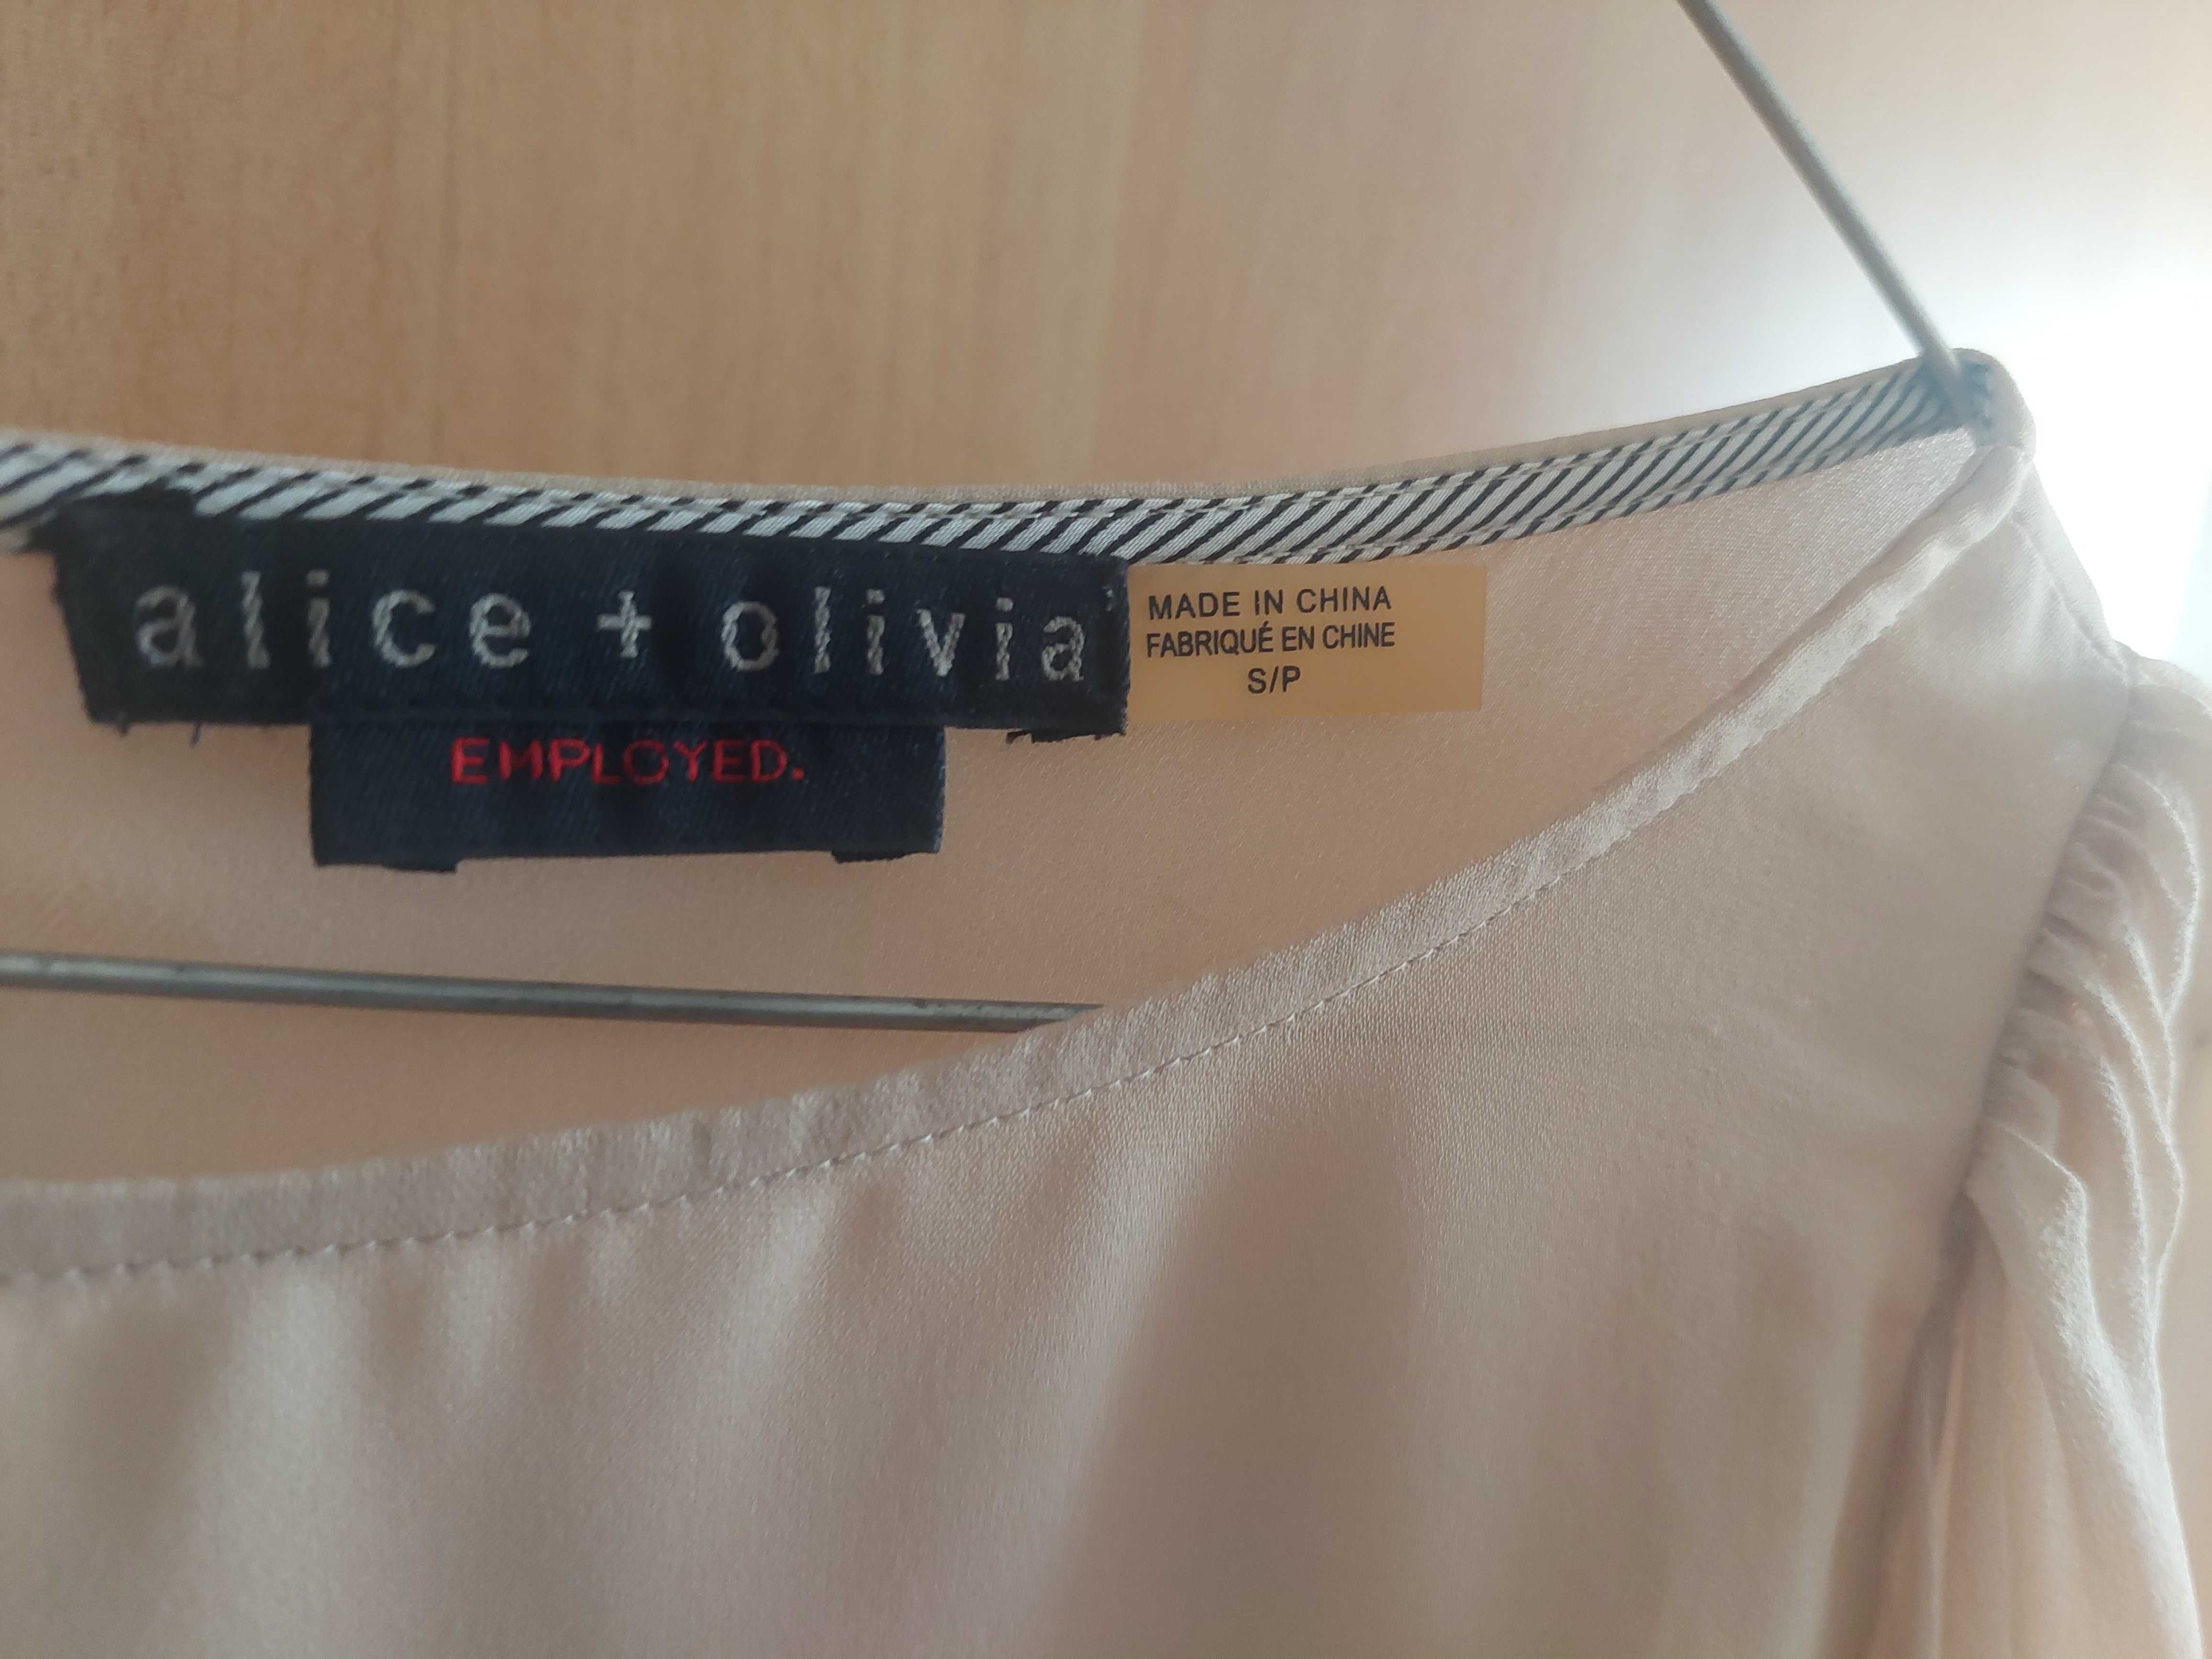 alice + olivia
EMPLOYED.
MADE IN CHINA
FABRIQUÉ EN CHINE
S/P